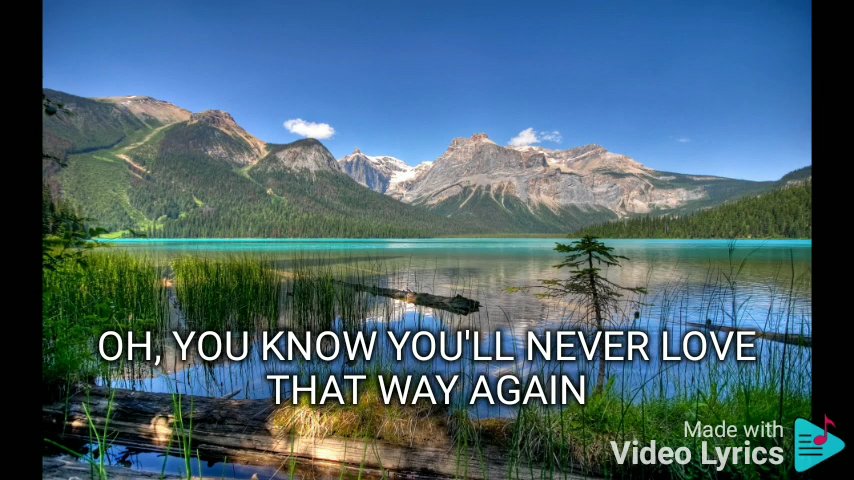 OH, YOU KNOW YOU'LL NEVER LOVE
THAT WAY AGAIN
Made with
Video Lyrics